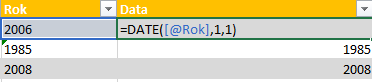 Rok Data
2006 =DATE([@Rok],1,1)
1985 1985
2008 2008